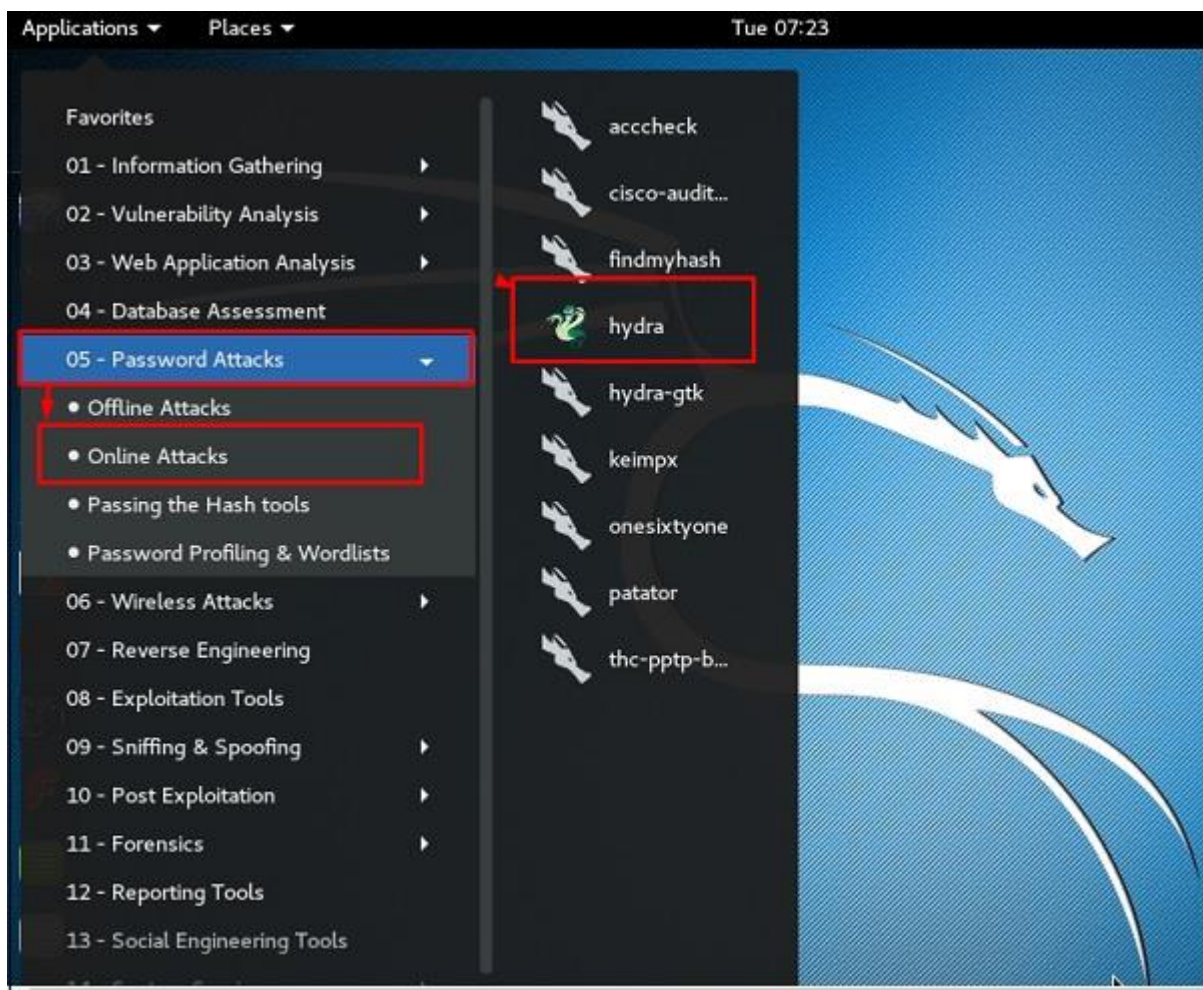 Applications Places Tue 07:23
Favorites
01 - Information Gathering
02 - Vulnerability Analysis
03 - Web Application Analysis
04 - Database Assessment
05 - Password Attacks
• Offline Attacks
• Online Attacks
• Passing the Hash tools
• Password Profiling & Wordlists
06 - Wireless Attacks
07 - Reverse Engineering
08 - Exploitation Tools
09 - Sniffing & Spoofing
10 - Post Exploitation
11 - Forensics
12 - Reporting Tools
13 - Social Engineering Tools
acccheck
cisco-audit...
findmyhash
hydra
hydra-gtk
keimpx
onesixtyone
patator
thc-pptp-b...